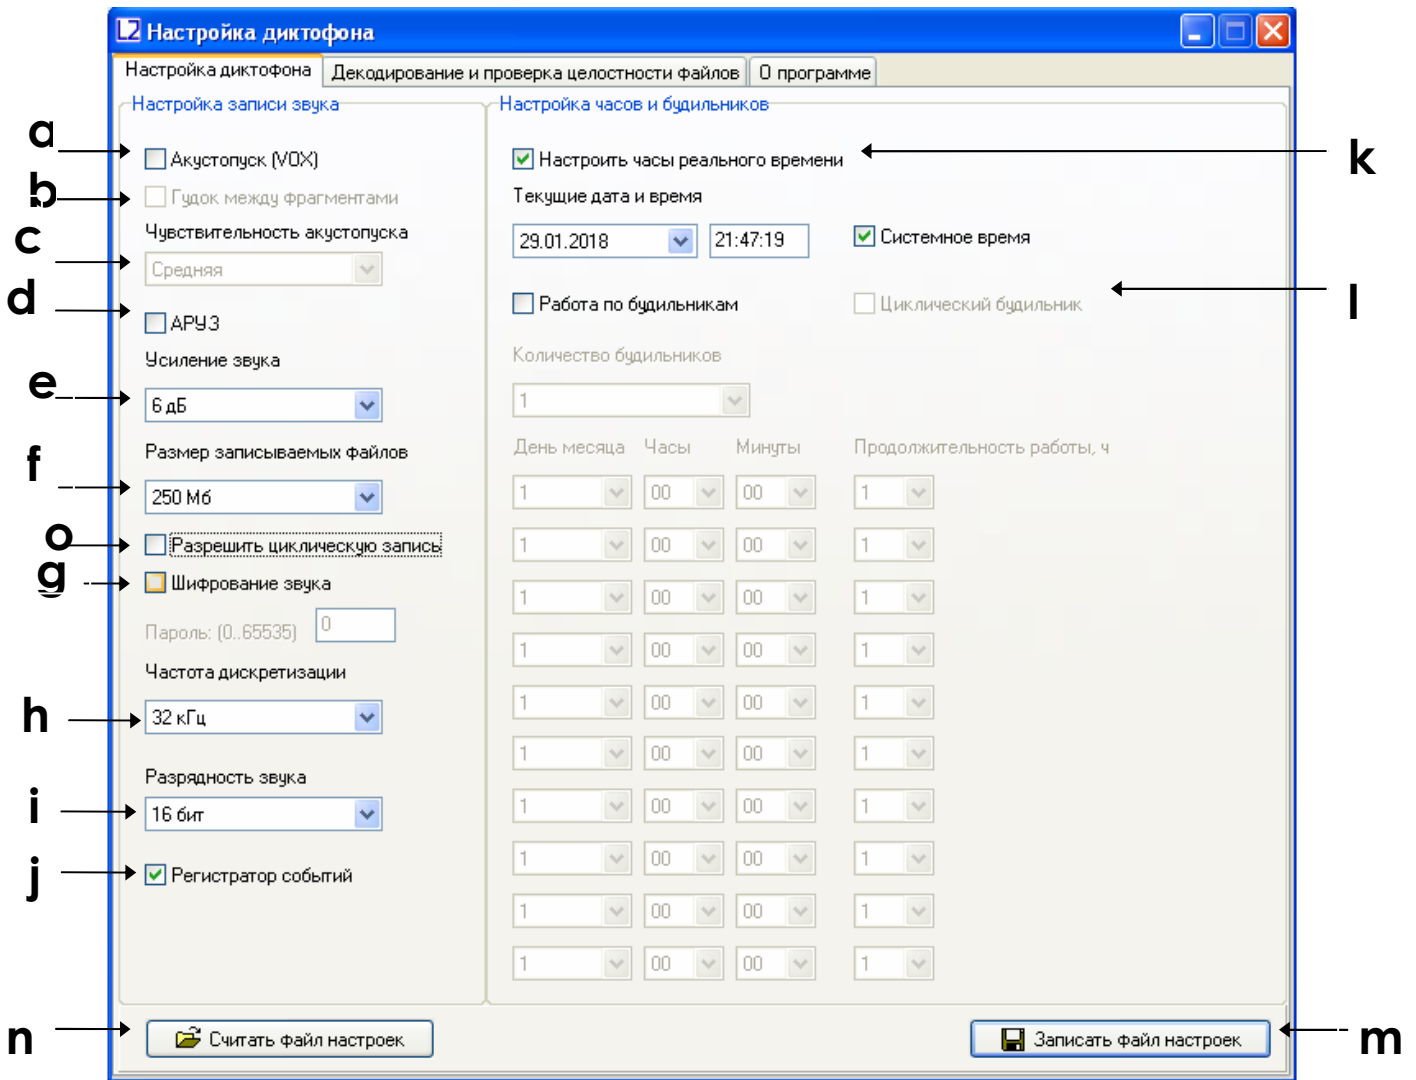 Настройка диктофона
Настройка диктофона Декодирование и проверка целостности файлов О программе
Настройка записи звука
a
Акустопуск (VOX)
b
Гудок между фрагментами
c
Чувствительность акустопуска
Средняя
d
АРУЗ
Усиление звука
e
6 дБ
Размер записываемых файлов
f
250 Мб
o
Разрешить циклическую запись
g
Шифрование звука
Пароль: (0..65535) 0
Частота дискретизации
h
32 кГц
Разрядность звука
i
16 бит
j
Регистратор событий
Настройка часов и будильников
Настроить часы реального времени
k
Текущие дата и время
29.01.2018 21:47:19 Системное время
Работа по будильникам Циклический будильник
l
Количество будильников
1
День месяца Часы Минуты Продолжительность работы, ч
1 00 00 1
1 00 00 1
1 00 00 1
1 00 00 1
1 00 00 1
1 00 00 1
1 00 00 1
1 00 00 1
1 00 00 1
1 00 00 1
n
Считать файл настроек
Записать файл настроек
m